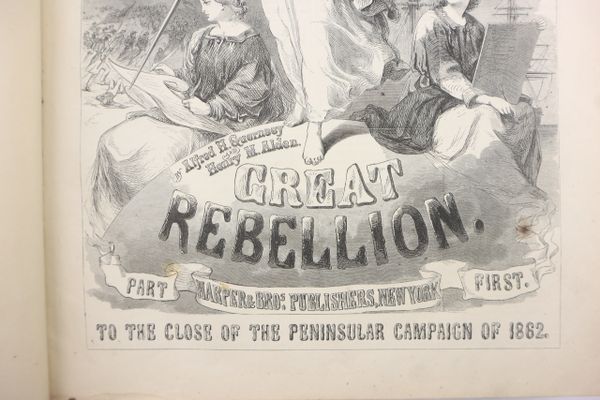 By Alfred H. Guernsey
and
Henry M. Alden.
GREAT
REBELLION.
PART FIRST.
HARPER & BROS. PUBLISHERS, NEW YORK
TO THE CLOSE OF THE PENINSULAR CAMPAIGN OF 1862.